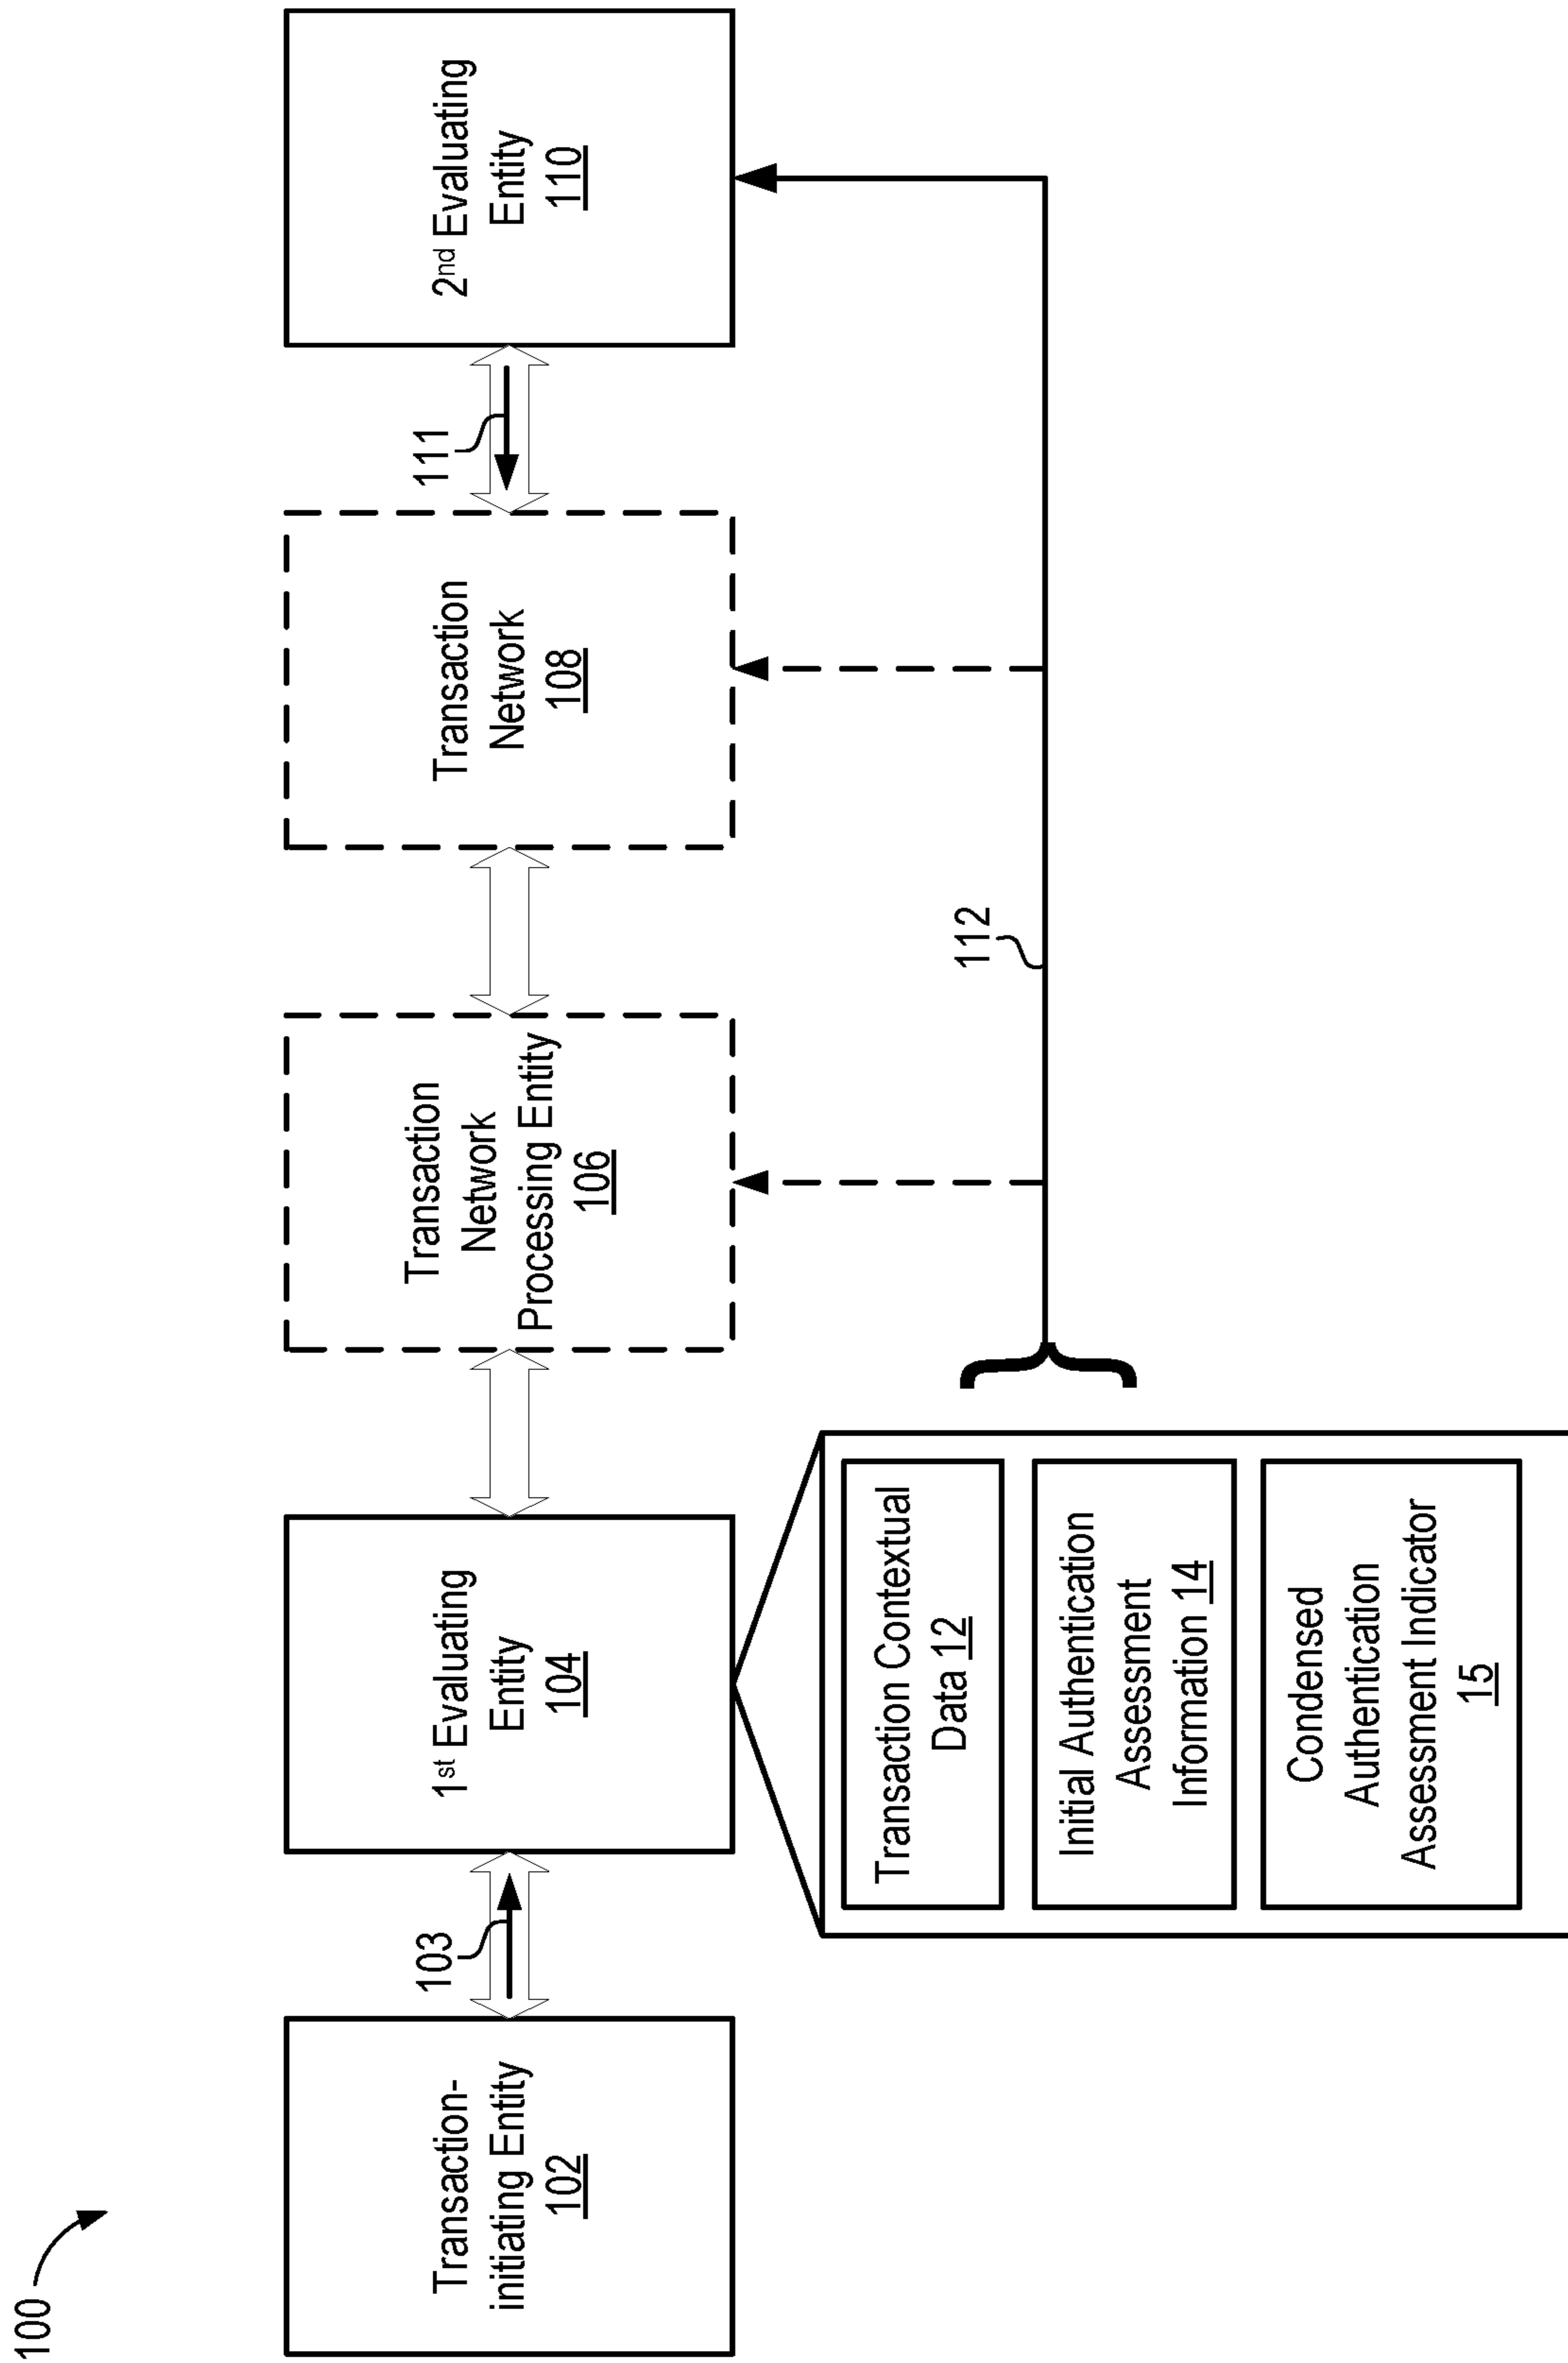 100
Transaction-
initiating Entity
102
103
1st Evaluating
Entity
104
Transaction
Network
Processing Entity
106
Transaction
Network
108
111
2nd Evaluating
Entity
110
112
Transaction Contextual
Data 12
Initial Authentication
Assessment
Information 14
Condensed
Authentication
Assessment Indicator
15